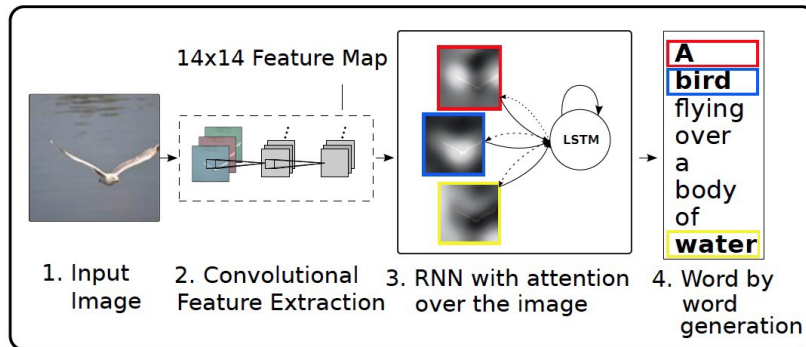 14x14 Feature Map
LSTM
A
bird
flying
over
a
body
of
water
1. Input
Image
2. Convolutional
Feature Extraction
3. RNN with attention
over the image
4. Word by
word
generation